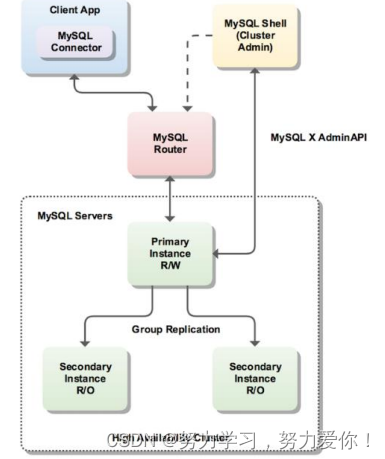 Client App
MySQL
Connector
MySQL Shell
(Cluster
Admin)
MySQL
Router
MySQL X AdminAPI
MySQL Servers
Primary
Instance
R/W
Group Replication
Secondary
Instance
R/O
Secondary
Instance
R/O
High Availability Cluster
CSDN @努力学习，努力爱你！